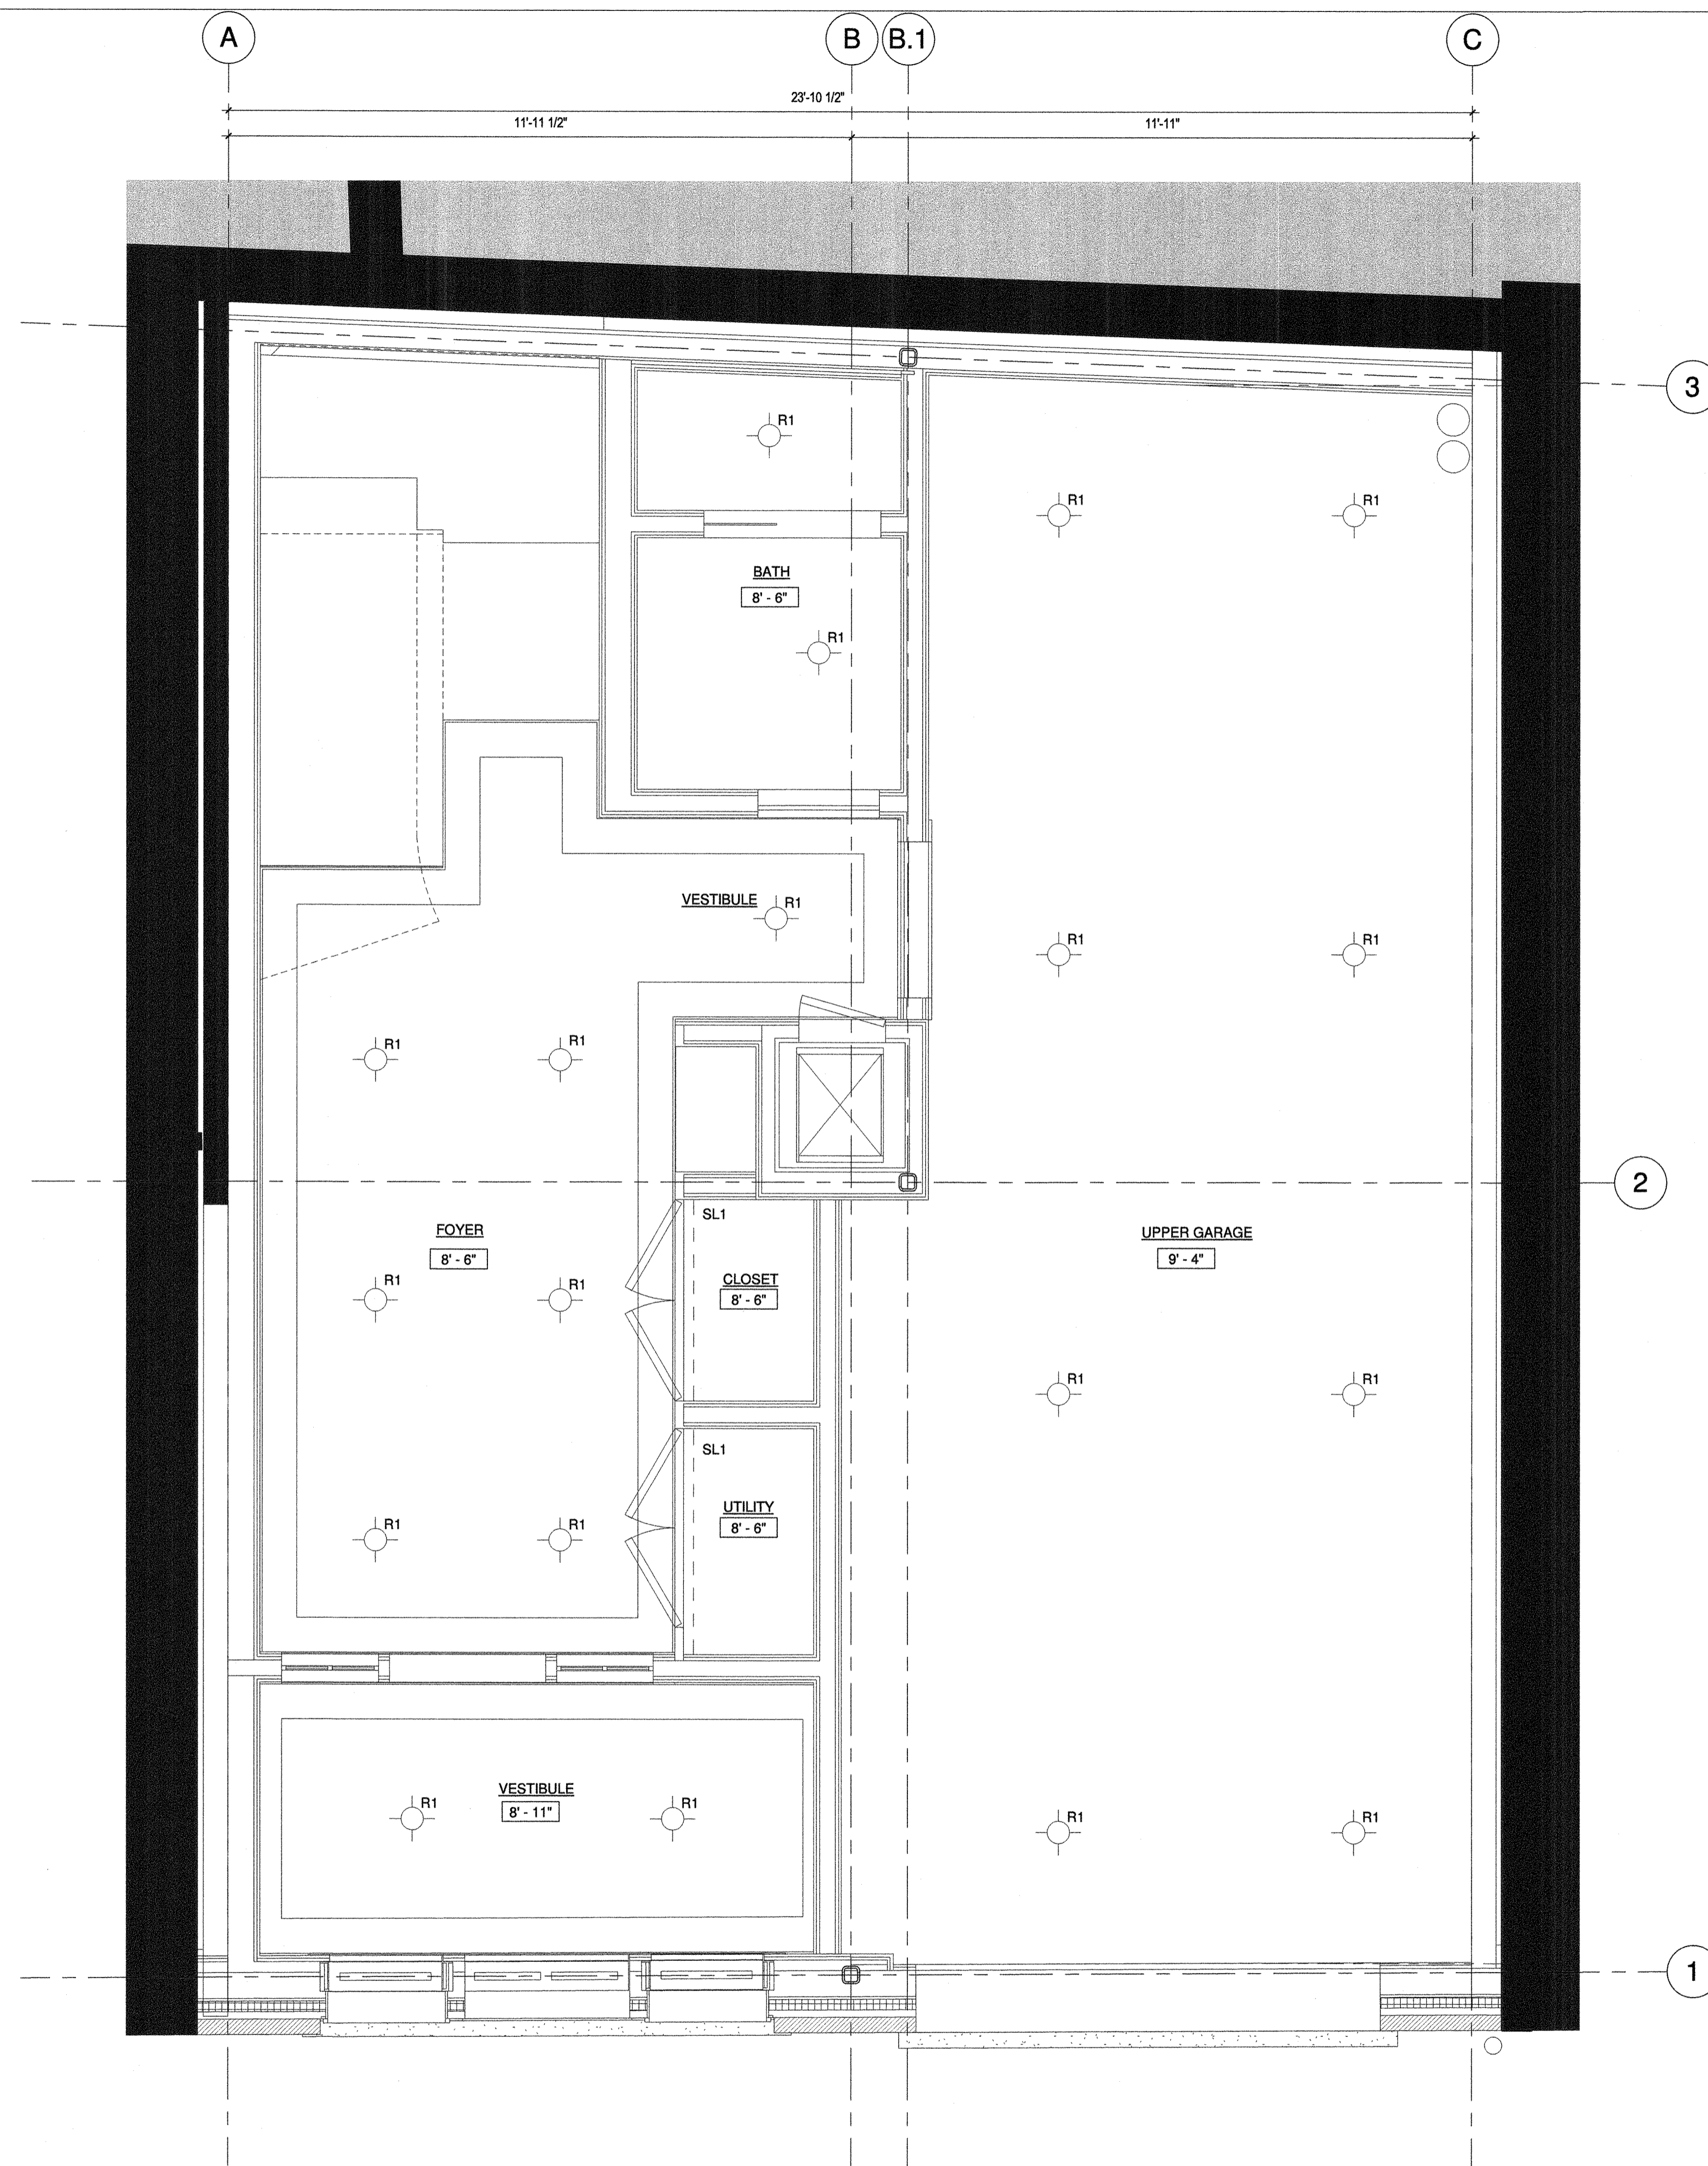 A B B.1 C
23'-10 1/2"
11'-11 1/2" 11'-11"
3
R1
R1 R1
BATH
8' - 6"
R1
VESTIBULE R1
R1 R1
R1 R1
2
SL1
FOYER
8' - 6"
UPPER GARAGE
9' - 4"
CLOSET
8' - 6"
R1 R1
R1 R1
SL1
UTILITY
8' - 6"
R1 R1
VESTIBULE
8' - 11"
R1 R1
R1 R1
1